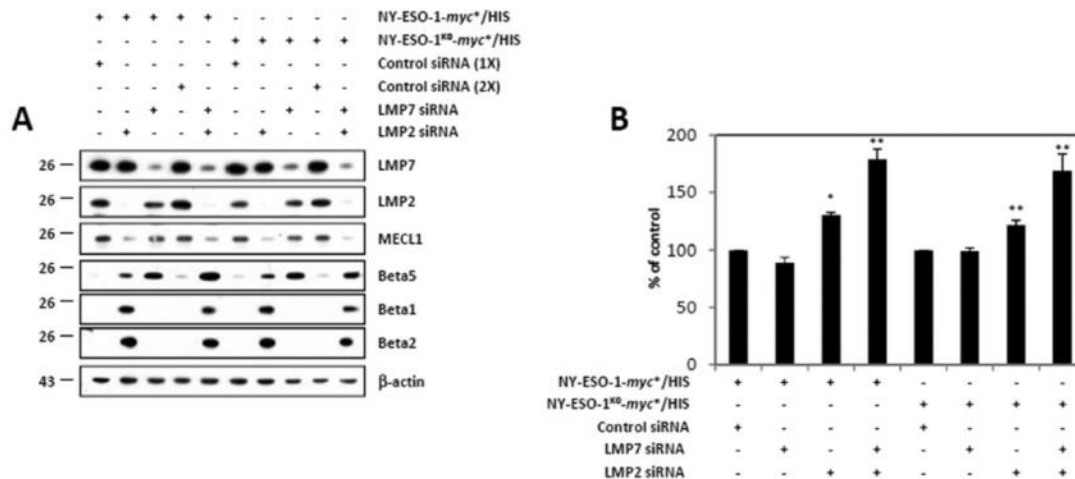 A
+ + + + + - - - - - NY-ESO-1-myc+/HIS
- - - - - + + + + + NY-ESO-1KO-myc+/HIS
+ - - - - + - - - - Control siRNA (1X)
- - - + - - - - + - Control siRNA (2X)
- - + - + - - + - + LMP7 siRNA
- + - - + - + - - + LMP2 siRNA
26 LMP7
26 LMP2
26 MECL1
26 Beta5
26 Beta1
26 Beta2
43 β-actin
B
% of control
200
150
100
50
0
* ** ** **
NY-ESO-1-myc+/HIS + + + + - - - -
NY-ESO-1KO-myc+/HIS - - - - + + + +
Control siRNA + - - - + - - -
LMP7 siRNA - + - + - + - +
LMP2 siRNA - - + + - - + +